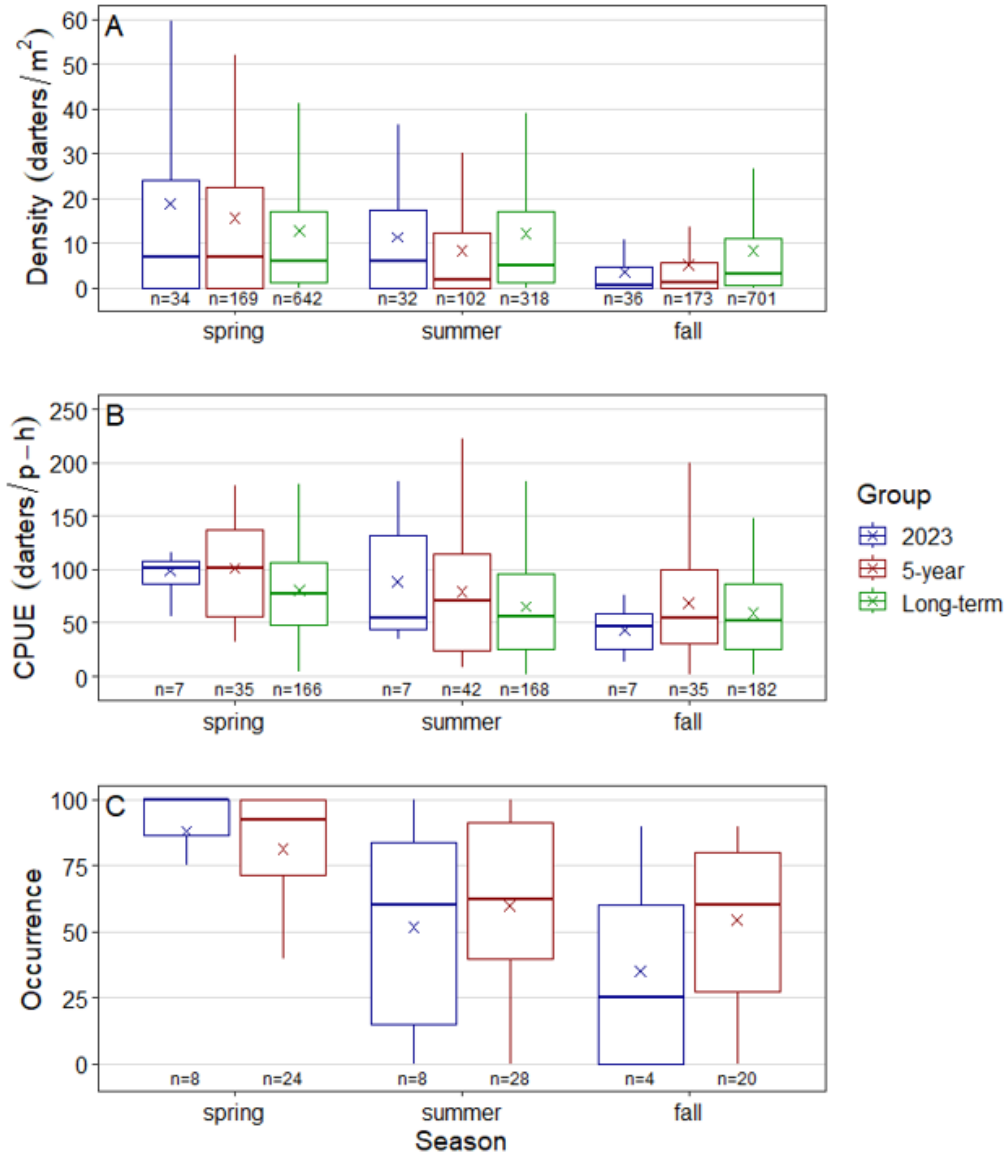 A
Density (darters/m²)
60
50
40
30
20
10
0
n=34 n=169 n=642 n=32 n=102 n=318 n=36 n=173 n=701
spring summer fall
B
CPUE (darters/p−h)
250
200
150
100
50
0
n=7 n=35 n=166 n=7 n=42 n=168 n=7 n=35 n=182
spring summer fall
Group
2023
5-year
Long-term
C
Occurrence
100
75
50
25
0
n=8 n=24 n=8 n=28 n=4 n=20
spring summer fall
Season